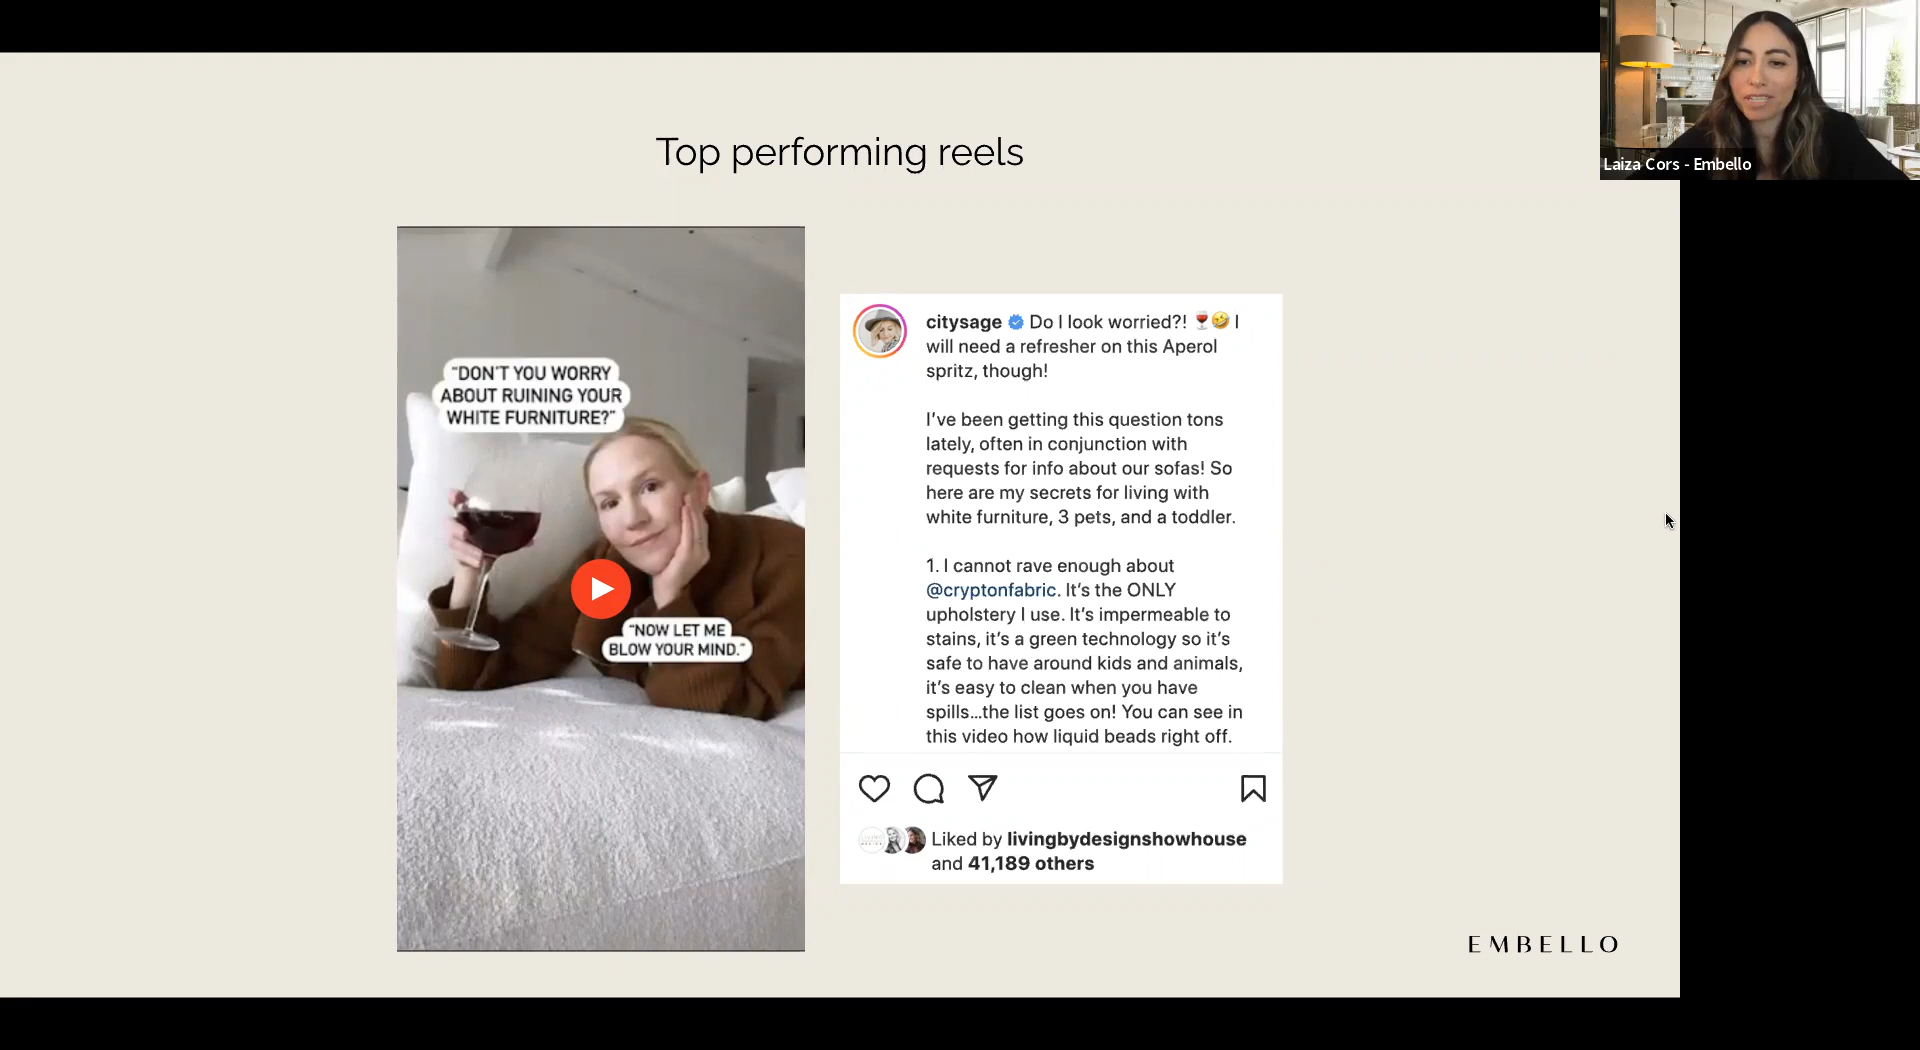 Laiza Cors - Embello
Top performing reels
"DON'T YOU WORRY
ABOUT RUINING YOUR
WHITE FURNITURE?"
"NOW LET ME
BLOW YOUR MIND."
citysage Do I look worried?! 🍷🤣 I
will need a refresher on this Aperol
spritz, though!
I've been getting this question tons
lately, often in conjunction with
requests for info about our sofas! So
here are my secrets for living with
white furniture, 3 pets, and a toddler.
1. I cannot rave enough about
@cryptonfabric. It's the ONLY
upholstery I use. It's impermeable to
stains, it's a green technology so it's
safe to have around kids and animals,
it's easy to clean when you have
spills...the list goes on! You can see in
this video how liquid beads right off.
Liked by livingbydesignshowhouse
and 41,189 others
EMBELLO